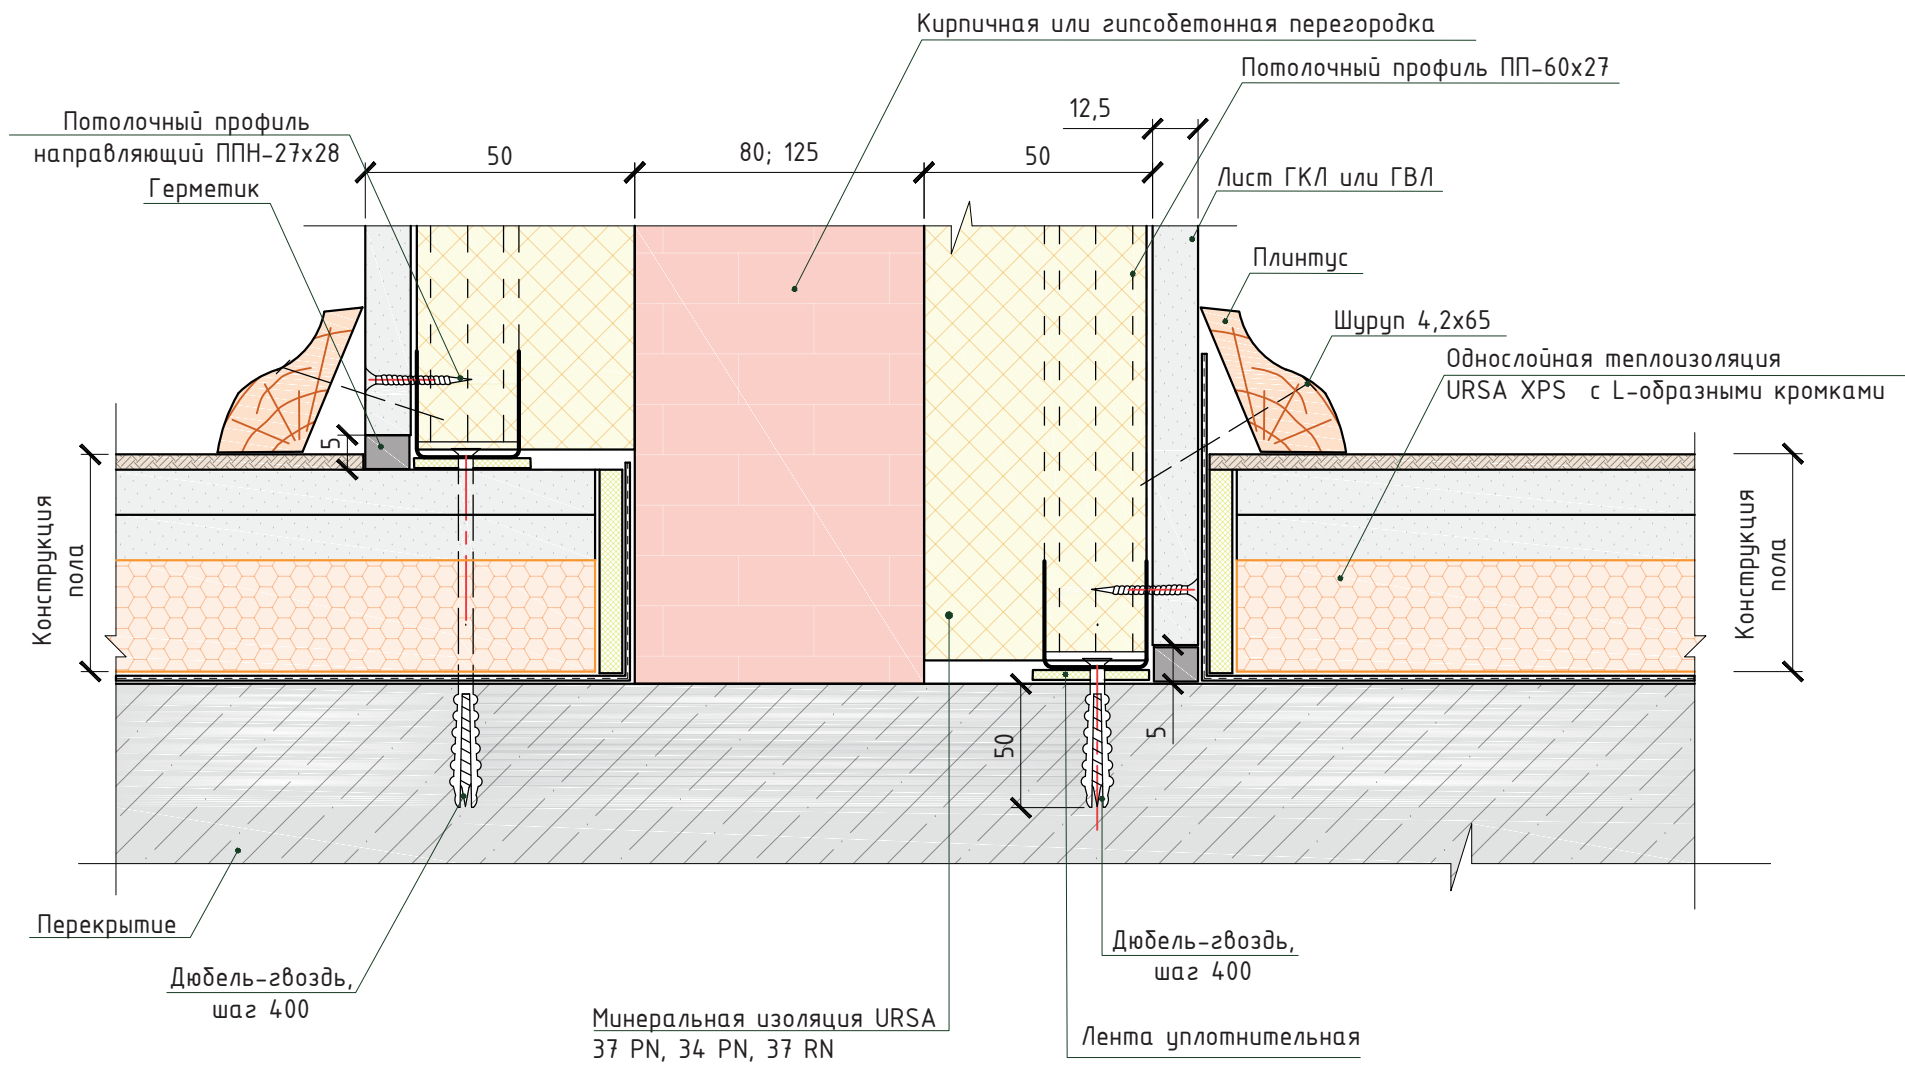 Кирпичная или гипсобетонная перегородка
Потолочный профиль ПП-60х27
12,5
Потолочный профиль
направляющий ППН-27х28
50
80; 125
50
Герметик
Лист ГКЛ или ГВЛ
Плинтус
Шуруп 4,2х65
Однослойная теплоизоляция
URSA XPS с L-образными кромками
5
Конструкция
пола
Конструкция
пола
50
5
Перекрытие
Дюбель-гвоздь,
шаг 400
Дюбель-гвоздь,
шаг 400
Минеральная изоляция URSA
37 PN, 34 PN, 37 RN
Лента уплотнительная